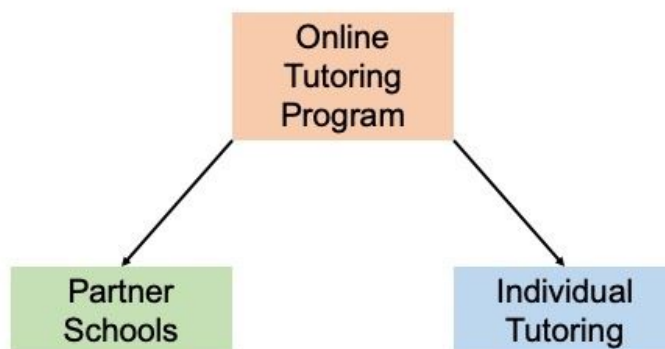 Online
Tutoring
Program
Partner
Schools
Individual
Tutoring